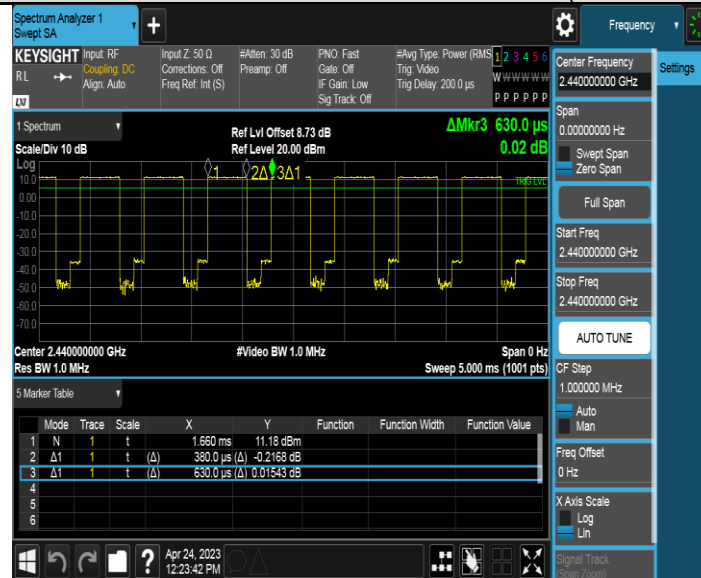 Spectrum Analyzer 1
Swept SA
+
Frequency
KEYSIGHT
RL
LXI
Input: RF
Coupling: DC
Align: Auto
Input Z: 50 Ω
Corrections: Off
Freq Ref: Int (S)
#Atten: 30 dB
Preamp: Off
PNO: Fast
Gate: Off
IF Gain: Low
Sig Track: Off
#Avg Type: Power (RMS
Trig: Video
Trig Delay: 200.0 µs
1 2 3 4 5 6
W W W W W W
P P P P P P
1 Spectrum
Scale/Div 10 dB
Ref Lvl Offset 8.73 dB
Ref Level 20.00 dBm
ΔMkr3 630.0 µs
0.02 dB
Log
1
2Δ1
3Δ1
TRIG LVL
10.0
0.00
-10.0
-20.0
-30.0
-40.0
-50.0
-60.0
-70.0
Center 2.440000000 GHz
#Video BW 1.0 MHz
Span 0 Hz
Res BW 1.0 MHz
Sweep 5.000 ms (1001 pts)
5 Marker Table
Mode Trace Scale X Y Function Function Width Function Value
1 N 1 t 1.660 ms 11.18 dBm
2 Δ1 1 t (Δ) 380.0 µs (Δ) -0.2168 dB
3 Δ1 1 t (Δ) 630.0 µs (Δ) 0.01543 dB
4
5
6
?
Apr 24, 2023
12:23:42 PM
Center Frequency
2.440000000 GHz
Settings
Span
0.00000000 Hz
Swept Span
Zero Span
Full Span
Start Freq
2.440000000 GHz
Stop Freq
2.440000000 GHz
AUTO TUNE
CF Step
1.000000 MHz
Auto
Man
Freq Offset
0 Hz
X Axis Scale
Log
Lin
Signal Track
(Span Zoom)